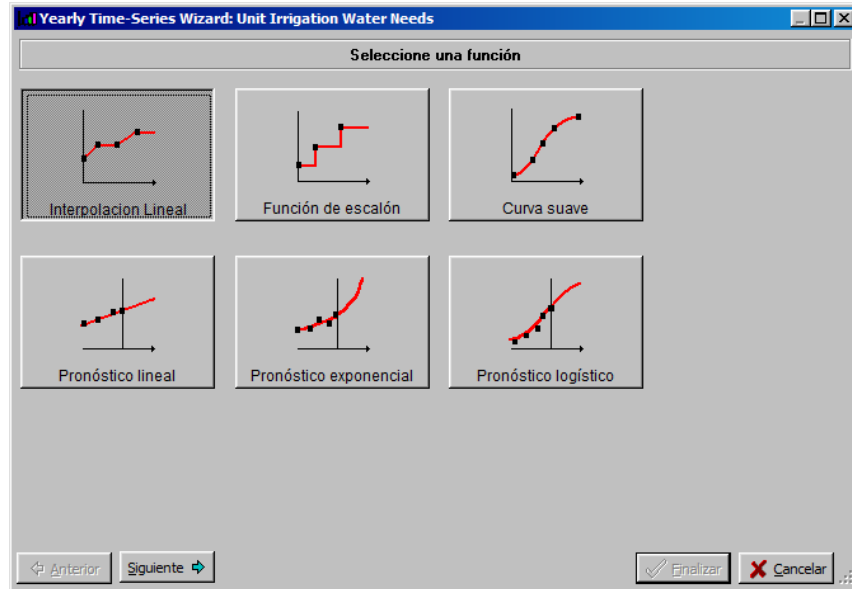 Yearly Time-Series Wizard: Unit Irrigation Water Needs
Seleccione una función
Interpolacion Lineal
Función de escalón
Curva suave
Pronóstico lineal
Pronóstico exponencial
Pronóstico logístico
Anterior
Siguiente
Finalizar
Cancelar